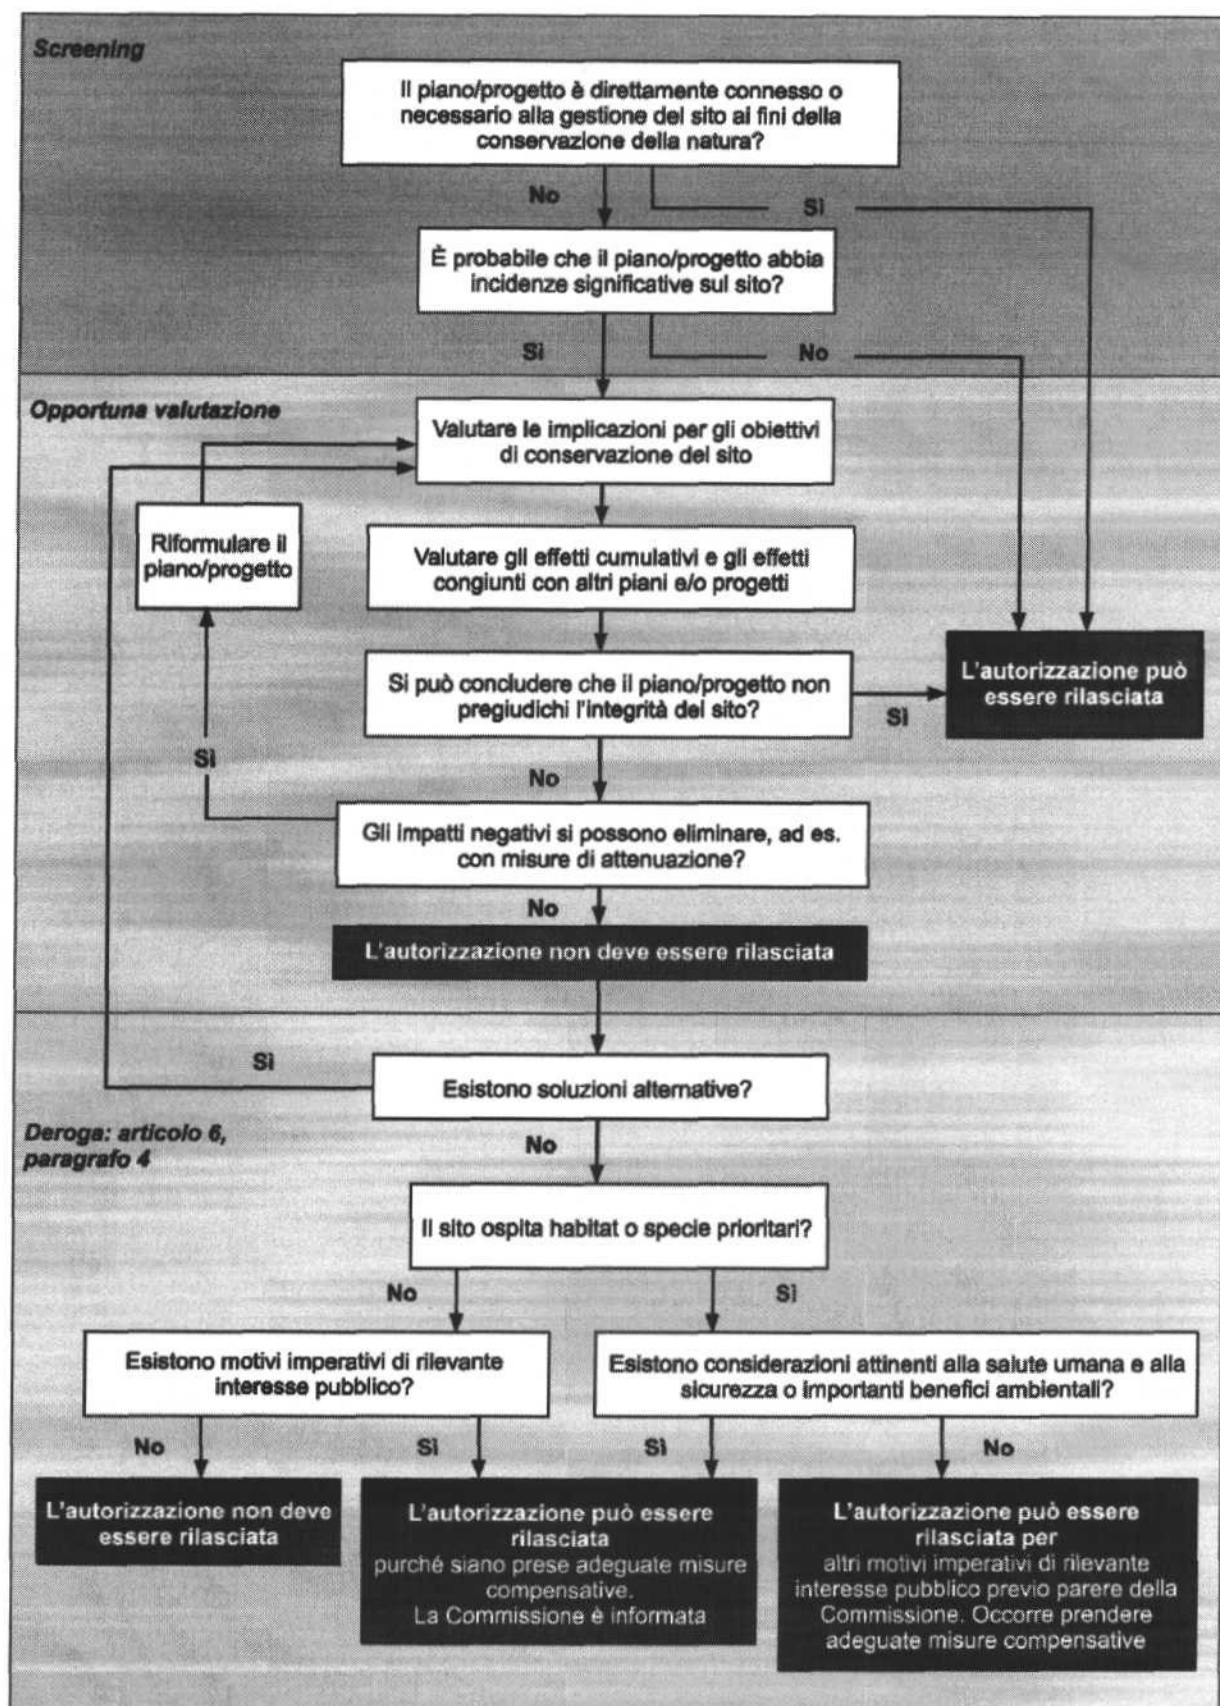 Screening
Il piano/progetto è direttamente connesso o
necessario alla gestione del sito ai fini della
conservazione della natura?
No
Sì
È probabile che il piano/progetto abbia
incidenze significative sul sito?
Sì
No
Opportuna valutazione
Valutare le implicazioni per gli obiettivi
di conservazione del sito
Riformulare il
piano/progetto
Valutare gli effetti cumulativi e gli effetti
congiunti con altri piani e/o progetti
Si può concludere che il piano/progetto non
pregiudichi l'integrità del sito?
Sì
L'autorizzazione può
essere rilasciata
Sì
No
Gli impatti negativi si possono eliminare, ad es.
con misure di attenuazione?
No
L'autorizzazione non deve essere rilasciata
Sì
Esistono soluzioni alternative?
Deroga: articolo 6,
paragrafo 4
No
Il sito ospita habitat o specie prioritari?
No
Sì
Esistono motivi imperativi di rilevante
interesse pubblico?
Esistono considerazioni attinenti alla salute umana e alla
sicurezza o importanti benefici ambientali?
No
Sì
Sì
No
L'autorizzazione non deve
essere rilasciata
L'autorizzazione può essere
rilasciata
purché siano prese adeguate misure
compensative.
La Commissione è informata
L'autorizzazione può essere
rilasciata per
altri motivi imperativi di rilevante
interesse pubblico previo parere della
Commissione. Occorre prendere
adeguate misure compensative